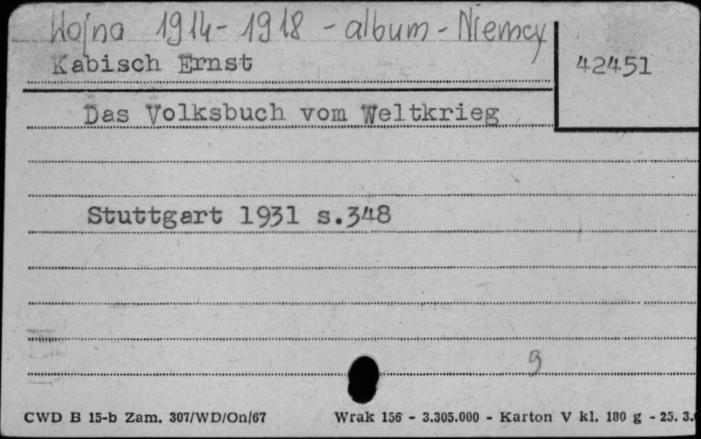 Wojna 1914-1918 - album - Niemcy
Kabisch Ernst
42451
Das Volksbuch vom Weltkrieg
Stuttgart 1931 s.348
9
CWD B 15-b Zam. 307/WD/On/67 Wrak 156 - 3.305.000 - Karton V kl. 180 g - 25. 3.